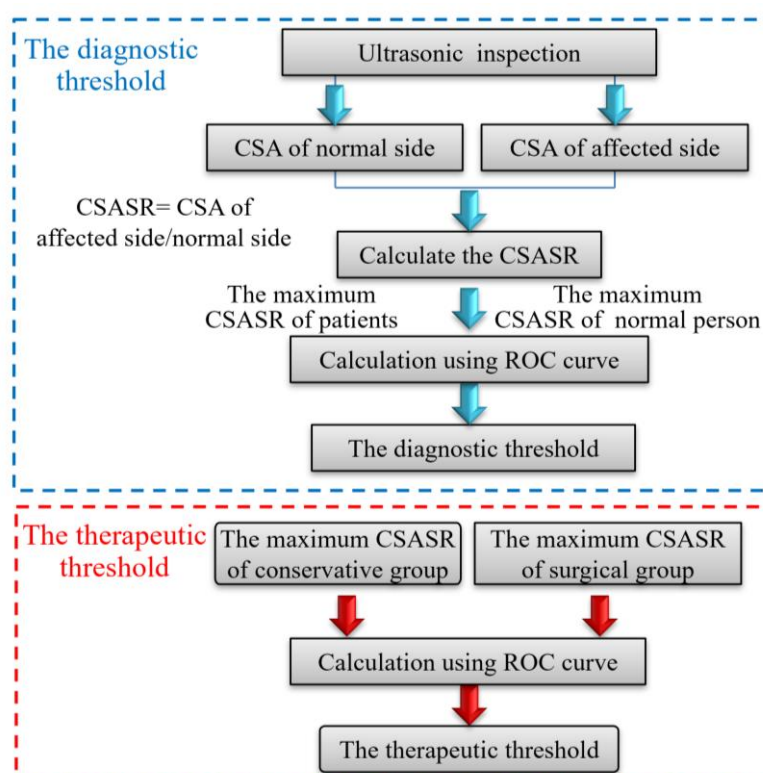 The diagnostic
threshold
Ultrasonic inspection
CSA of normal side
CSA of affected side
CSASR= CSA of
affected side/normal side
Calculate the CSASR
The maximum
CSASR of patients
The maximum
CSASR of normal person
Calculation using ROC curve
The diagnostic threshold
The therapeutic
threshold
The maximum CSASR
of conservative group
The maximum CSASR
of surgical group
Calculation using ROC curve
The therapeutic threshold